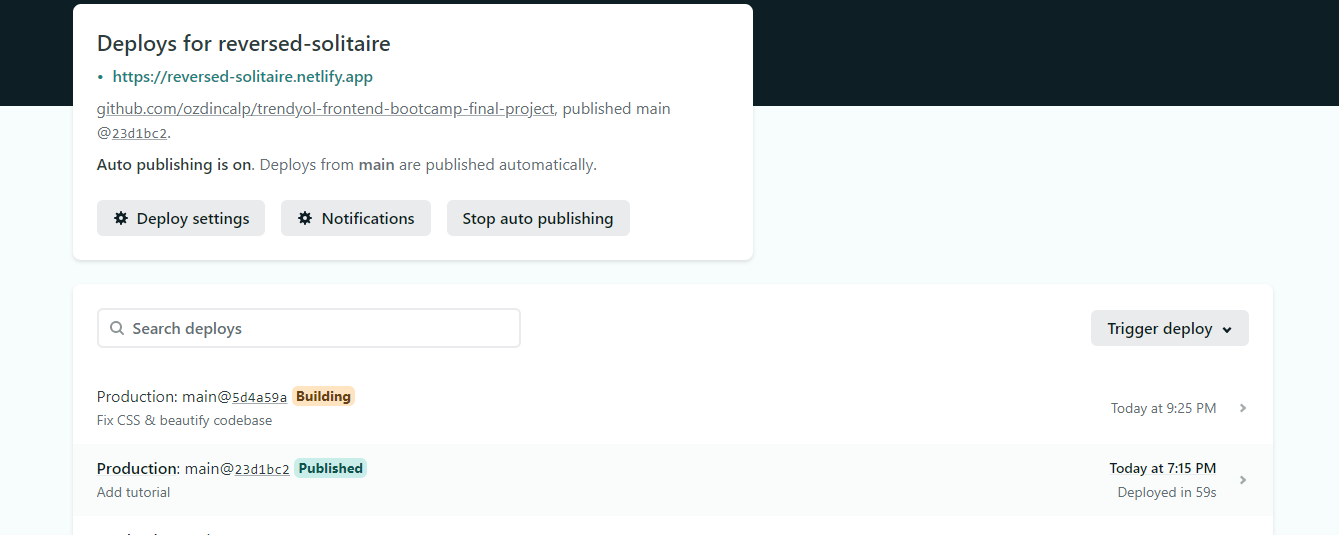 Deploys for reversed-solitaire
• https://reversed-solitaire.netlify.app
github.com/ozdincalp/trendyol-frontend-bootcamp-final-project, published main
@23d1bc2.
Auto publishing is on. Deploys from main are published automatically.
Deploy settings Notifications Stop auto publishing
Search deploys Trigger deploy
Production: main@5d4a59a Building
Today at 9:25 PM
Fix CSS & beautify codebase
Production: main@23d1bc2 Published Today at 7:15 PM
Add tutorial Deployed in 59s